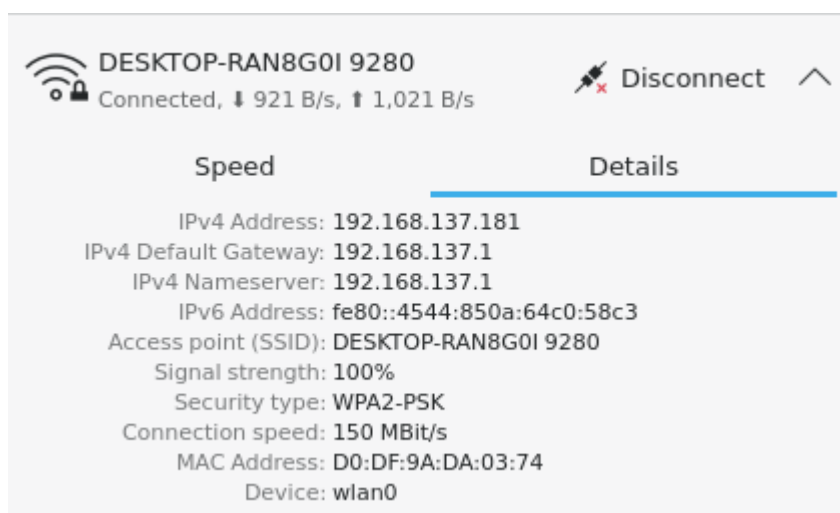 DESKTOP-RAN8G0I 9280
Connected, ⬇ 921 B/s, ⬆ 1,021 B/s
Disconnect
Speed
Details
IPv4 Address: 192.168.137.181
IPv4 Default Gateway: 192.168.137.1
IPv4 Nameserver: 192.168.137.1
IPv6 Address: fe80::4544:850a:64c0:58c3
Access point (SSID): DESKTOP-RAN8G0I 9280
Signal strength: 100%
Security type: WPA2-PSK
Connection speed: 150 MBit/s
MAC Address: D0:DF:9A:DA:03:74
Device: wlan0